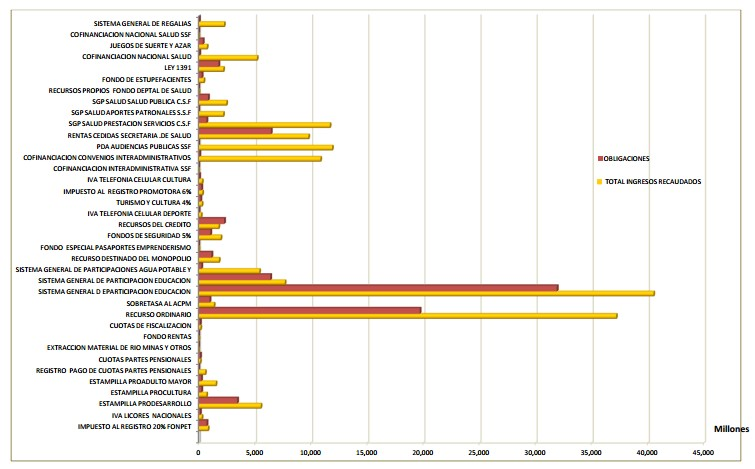 SISTEMA GENERAL DE REGALIAS
COFINANCIACION NACIONAL SALUD SSF
JUEGOS DE SUERTE Y AZAR
COFINANCIACION NACIONAL SALUD
LEY 1391
FONDO DE ESTUPEFACIENTES
RECURSOS PROPIOS FONDO DEPTAL DE SALUD
SGP SALUD SALUD PUBLICA C.S.F
SGP SALUD APORTES PATRONALES S.S.F
SGP SALUD PRESTACION SERVICIOS C.S.F
RENTAS CEDIDAS SECRETARIA .DE SALUD
PDA AUDIENCIAS PUBLICAS SSF
COFINANCIACION CONVENIOS INTERADMINISTRATIVOS
COFINANCIACION INTERADMINISTRATIVA SSF
IVA TELEFONIA CELULAR CULTURA
IMPUESTO AL REGISTRO PROMOTORA 6%
TURISMO Y CULTURA 4%
IVA TELEFONIA CELULAR DEPORTE
RECURSOS DEL CREDITO
FONDOS DE SEGURIDAD 5%
FONDO ESPECIAL PASAPORTES EMPRENDERISMO
RECURSO DESTINADO DEL MONOPOLIO
SISTEMA GENERAL DE PARTICIPACIONES AGUA POTABLE Y
SISTEMA GENERAL DE PARTICIPACION EDUCACION
SISTEMA GENERAL D EPARTICIPACION EDUCACION
SOBRETASA AL ACPM
RECURSO ORDINARIO
CUOTAS DE FISCALIZACION
FONDO RENTAS
EXTRACCION MATERIAL DE RIO MINAS Y OTROS
CUOTAS PARTES PENSIONALES
REGISTRO PAGO DE CUOTAS PARTES PENSIONALES
ESTAMPILLA PROADULTO MAYOR
ESTAMPILLA PROCULTURA
ESTAMPILLA PRODESARROLLO
IVA LICORES NACIONALES
IMPUESTO AL REGISTRO 20% FONPET
OBLIGACIONES
TOTAL INGRESOS RECAUDADOS
Millones
0 5,000 10,000 15,000 20,000 25,000 30,000 35,000 40,000 45,000